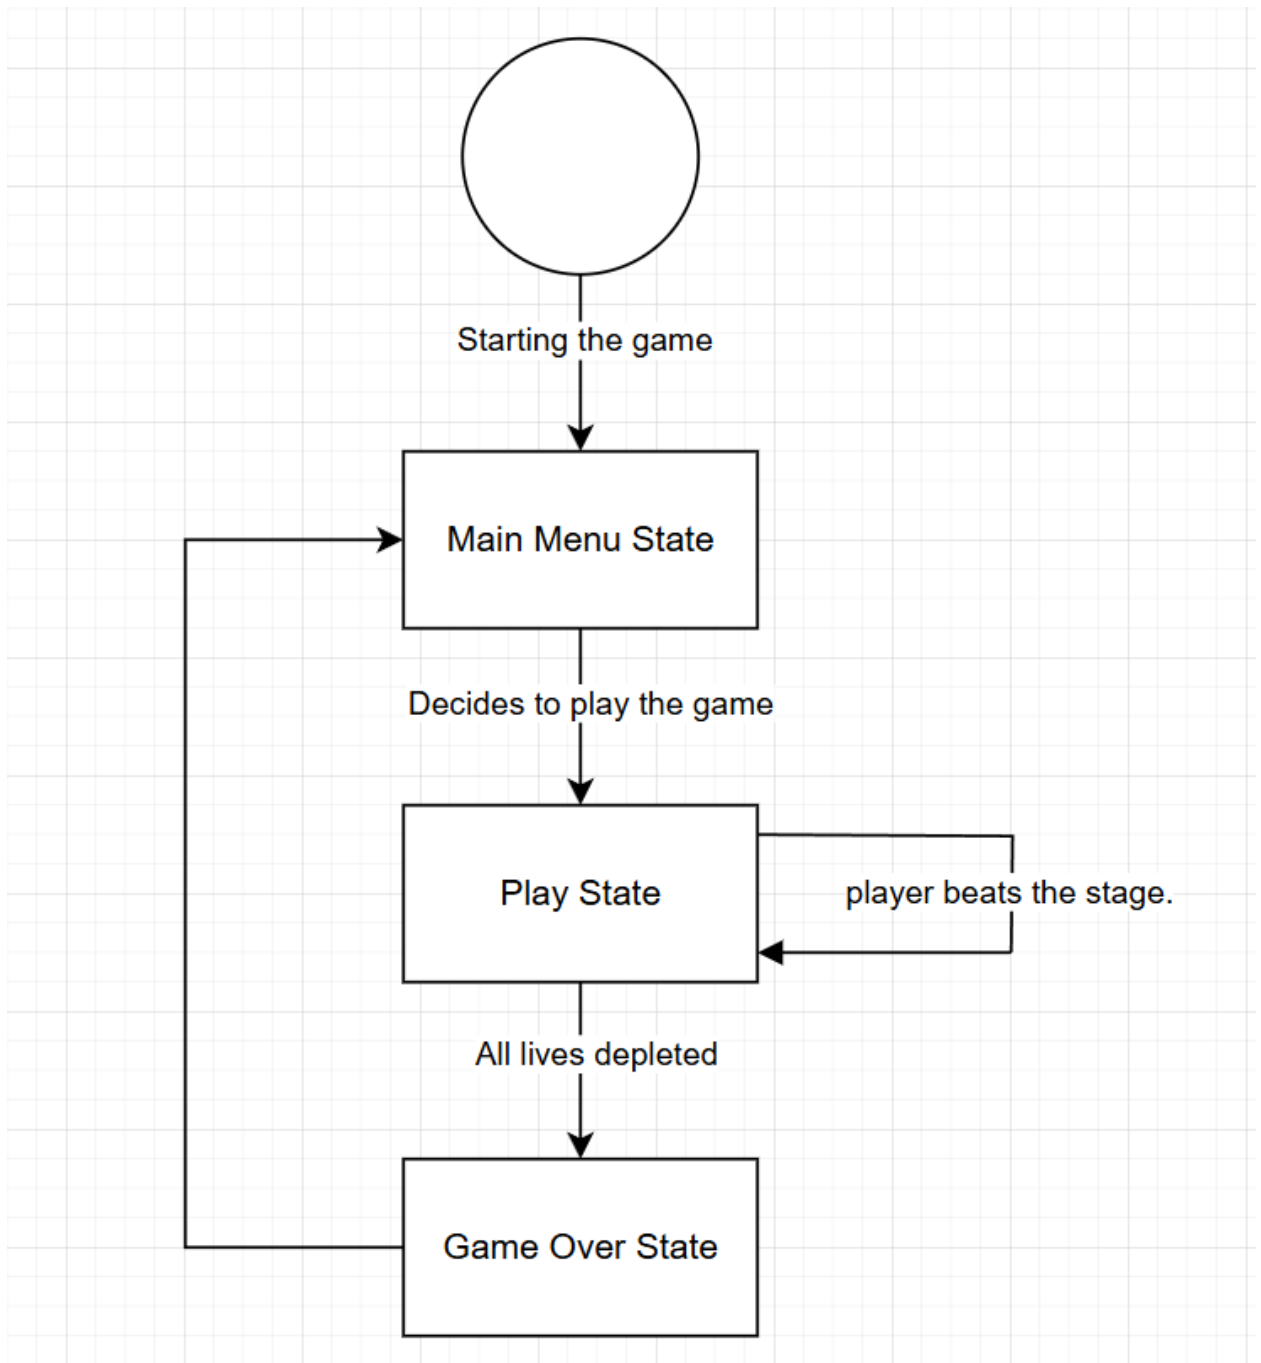 Starting the game
Main Menu State
Decides to play the game
Play State
player beats the stage.
All lives depleted
Game Over State